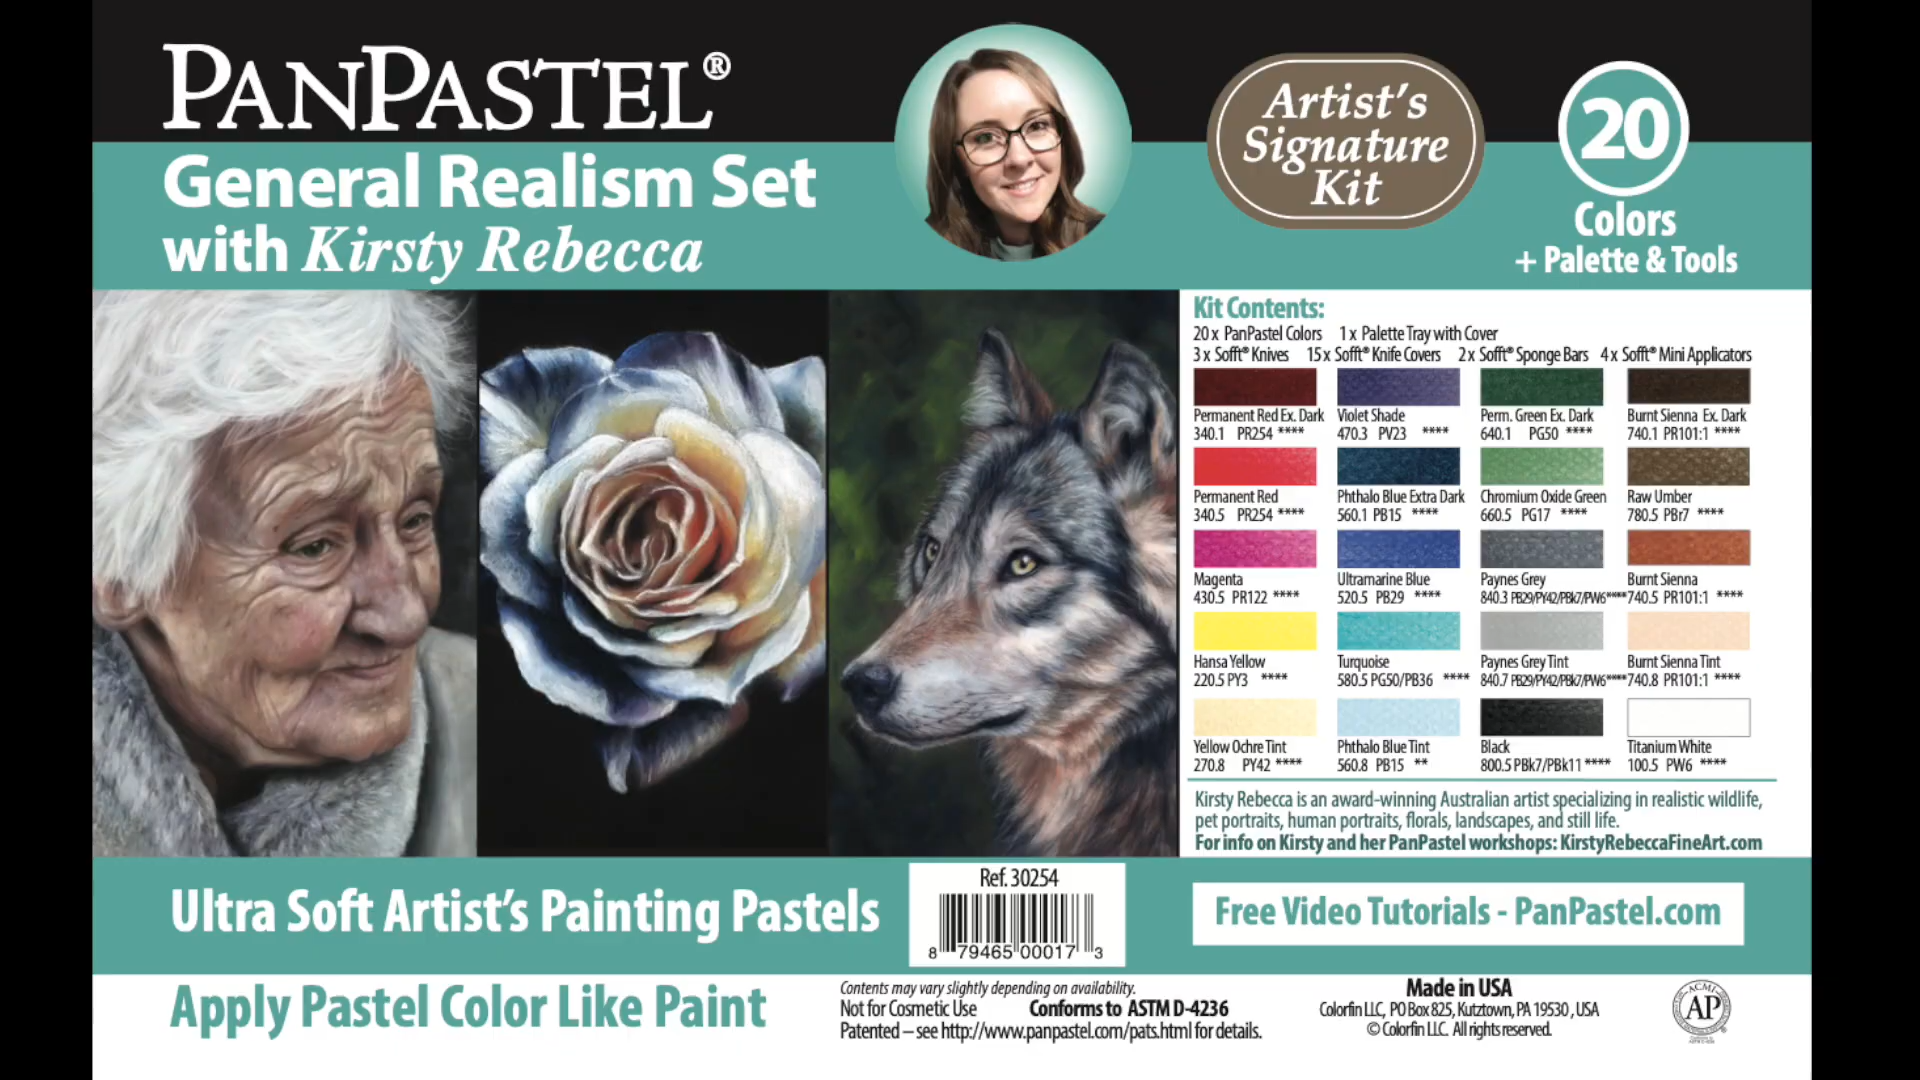 PANPASTEL®
General Realism Set
with Kirsty Rebecca
Artist's
Signature
Kit
20
Colors
+ Palette & Tools
Kit Contents:
20 x PanPastel Colors 1 x Palette Tray with Cover
3 x Sofft® Knives 15 x Sofft® Knife Covers 2 x Sofft® Sponge Bars 4 x Sofft® Mini Applicators
Permanent Red Ex. Dark
340.1 PR254 ****
Violet Shade
470.3 PV23 ****
Perm. Green Ex. Dark
640.1 PG50 ****
Burnt Sienna Ex. Dark
740.1 PR101:1 ****
Permanent Red
340.5 PR254 ****
Phthalo Blue Extra Dark
560.1 PB15 ****
Chromium Oxide Green
660.5 PG17 ****
Raw Umber
780.5 PBr7 ****
Magenta
430.5 PR122 ****
Ultramarine Blue
520.5 PB29 ****
Paynes Grey
840.3 PB29/PY42/PBk7/PW6****
Burnt Sienna
740.5 PR101:1 ****
Hansa Yellow
220.5 PY3 ****
Turquoise
580.5 PG50/PB36 ****
Paynes Grey Tint
840.7 PB29/PY42/PBk7/PW6****
Burnt Sienna Tint
740.8 PR101:1 ****
Yellow Ochre Tint
270.8 PY42 ****
Phthalo Blue Tint
560.8 PB15 **
Black
800.5 PBk7/PBk11 ****
Titanium White
100.5 PW6 ****
Kirsty Rebecca is an award-winning Australian artist specializing in realistic wildlife,
pet portraits, human portraits, florals, landscapes, and still life.
For info on Kirsty and her PanPastel workshops: KirstyRebeccaFineArt.com
Ultra Soft Artist's Painting Pastels
Ref. 30254
8 79465 00017 3
Free Video Tutorials - PanPastel.com
Apply Pastel Color Like Paint
Contents may vary slightly depending on availability.
Not for Cosmetic Use Conforms to ASTM D-4236
Patented – see http://www.panpastel.com/pats.html for details.
Made in USA
Colorfin LLC, PO Box 825, Kutztown, PA 19530, USA
© Colorfin LLC. All rights reserved.
ACMI
AP